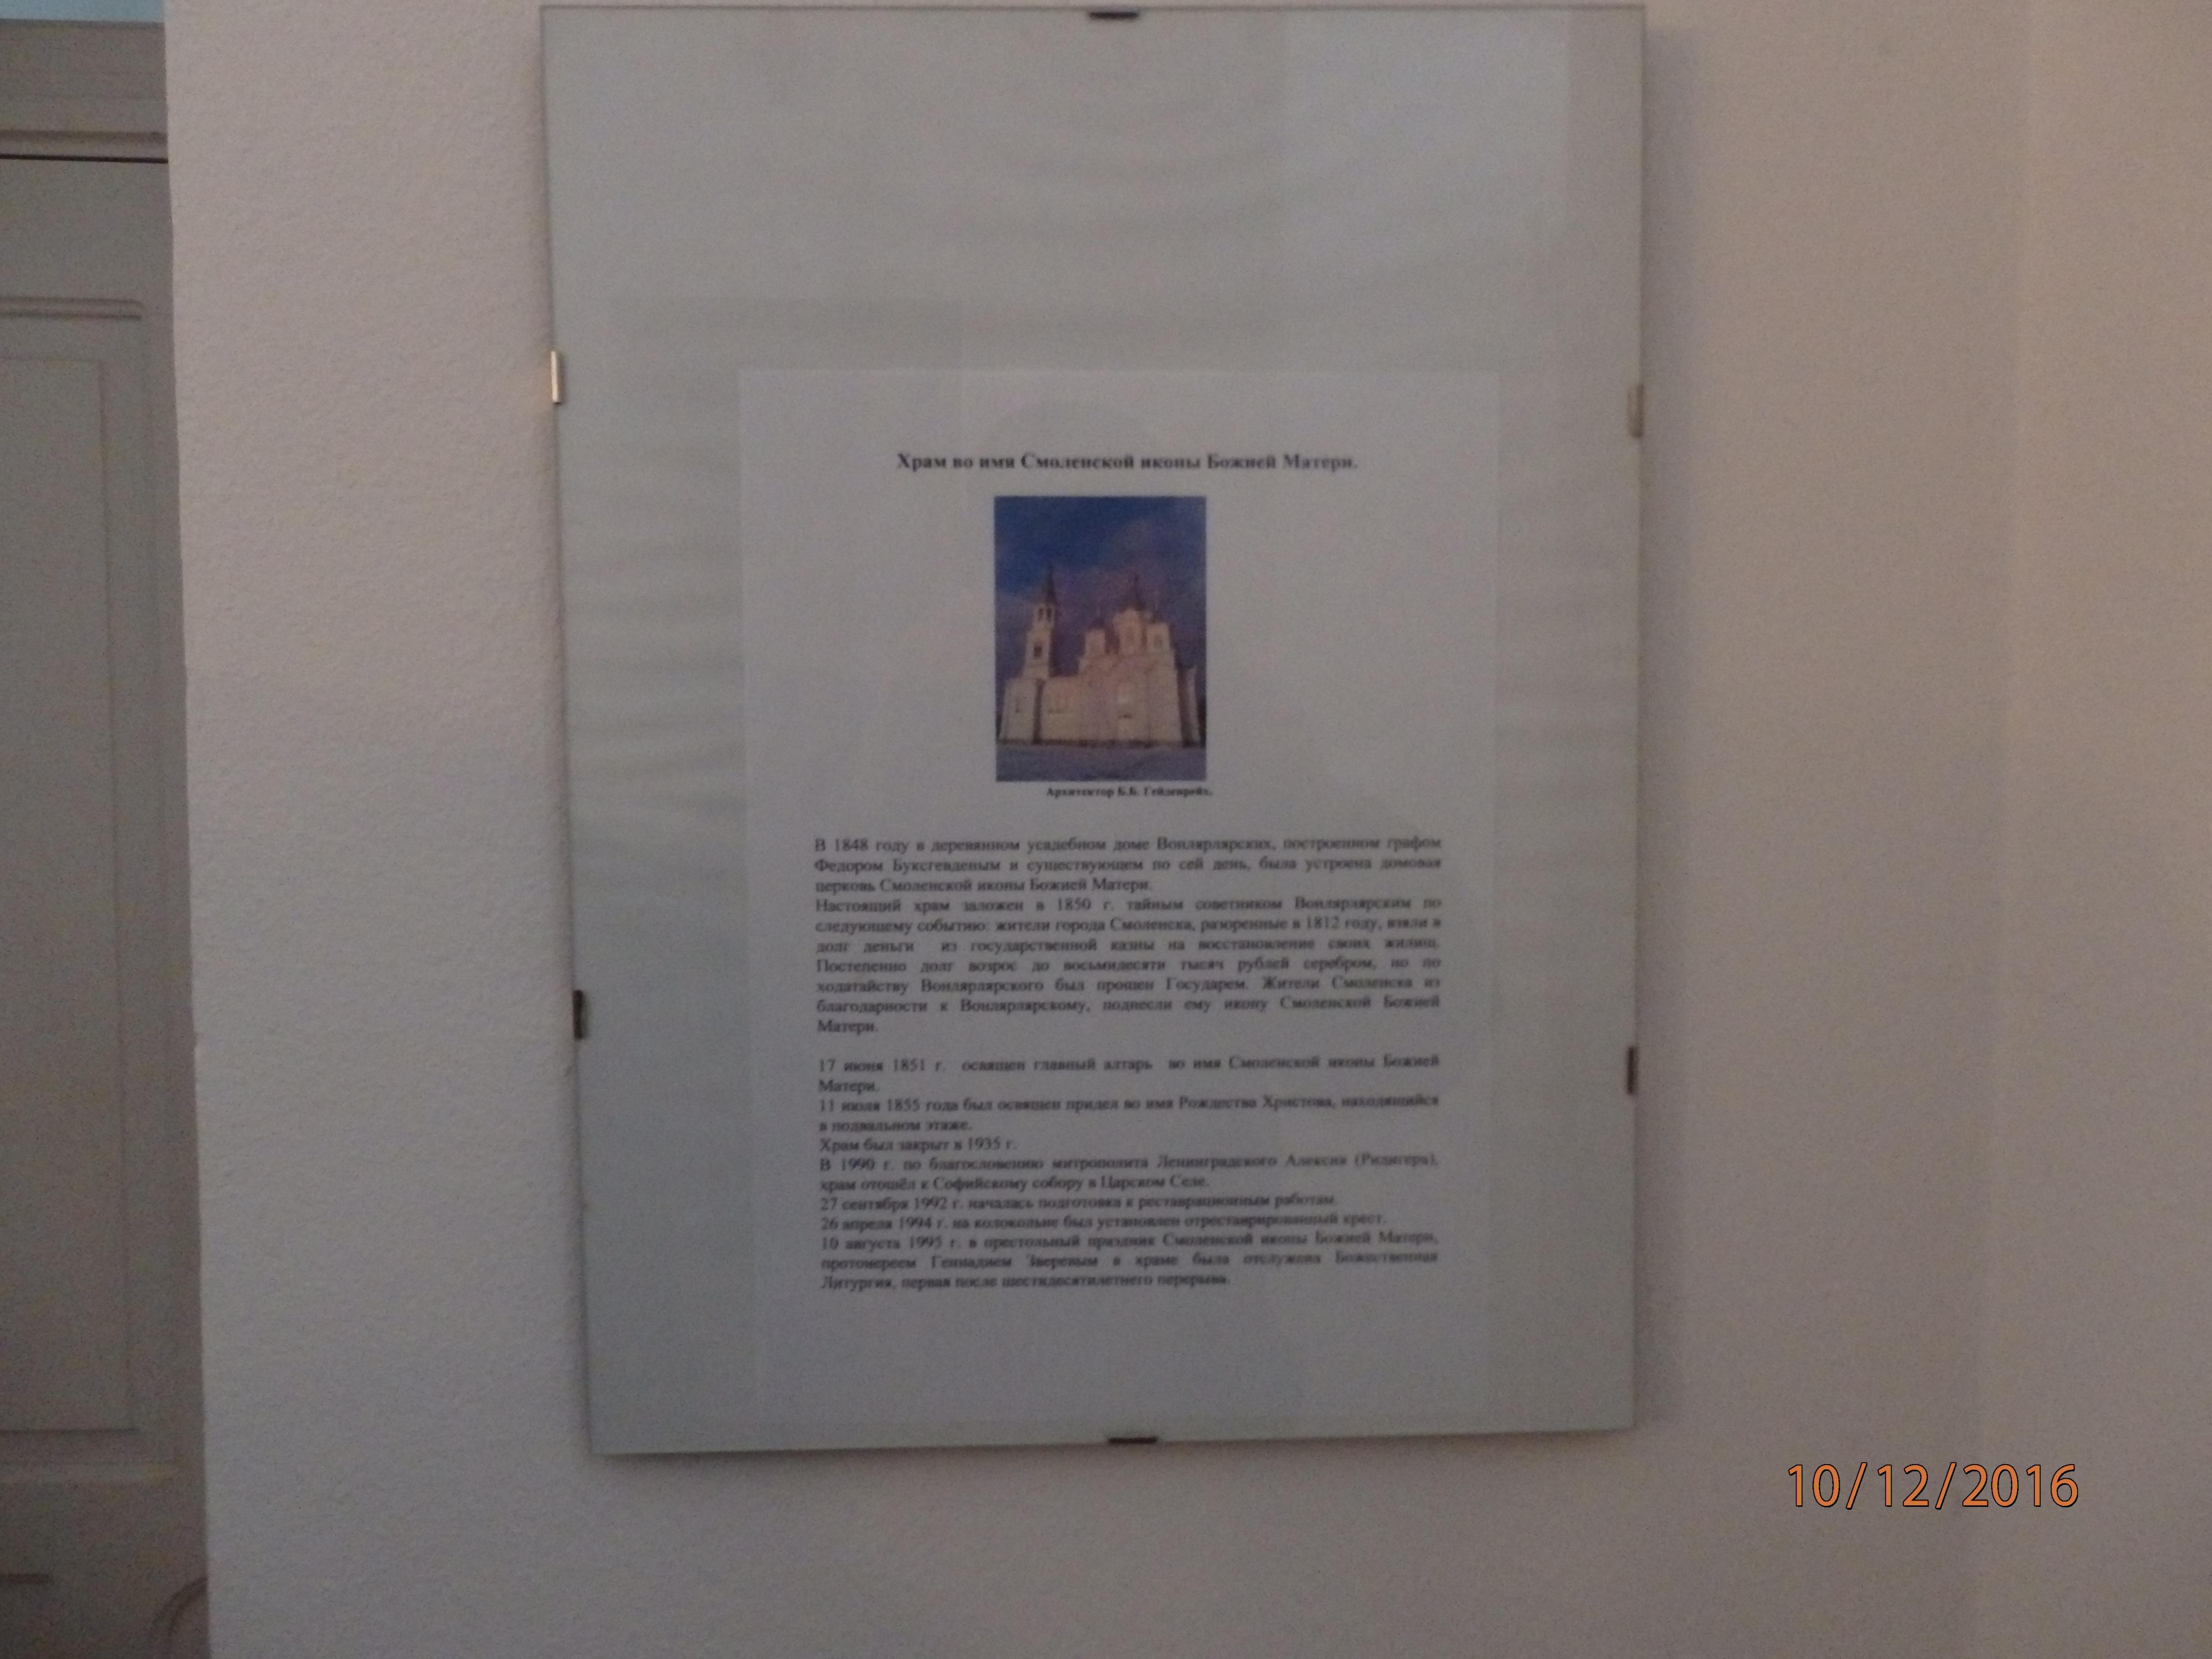 Храм во имя Смоленской иконы Божией Матери.
Архитектор Б.Б. Гейденрейх.
В 1848 году в деревянном усадебном доме Вонлярлярских, построенном графом
Федором Буксгевденым и существующем по сей день, была устроена домовая
церковь Смоленской иконы Божией Матери.
Настоящий храм заложен в 1850 г. тайным советником Вонлярлярским по
следующему событию: жители города Смоленска, разоренные в 1812 году, взяли в
долг деньги из государственной казны на восстановление своих жилищ.
Постепенно долг возрос до восьмидесяти тысяч рублей серебром, но по
ходатайству Вонлярлярского был прощен Государем. Жители Смоленска из
благодарности к Вонлярлярскому, поднесли ему икону Смоленской Божией
Матери.
17 июня 1851 г. освящен главный алтарь во имя Смоленской иконы Божией
Матери.
11 июля 1855 года был освящен придел во имя Рождества Христова, находящийся
в подвальном этаже.
Храм был закрыт в 1935 г.
В 1990 г. по благословению митрополита Ленинградского Алексия (Ридигера),
храм отошёл к Софийскому собору в Царском Селе.
27 сентября 1992 г. началась подготовка к реставрационным работам.
26 апреля 1994 г. на колокольне был установлен отреставрированный крест.
10 августа 1995 г. в престольный праздник Смоленской иконы Божией Матери,
протоиереем Геннадием Зверевым в храме была отслужена Божественная
Литургия, первая после шестидесятилетнего перерыва.
10/12/2016